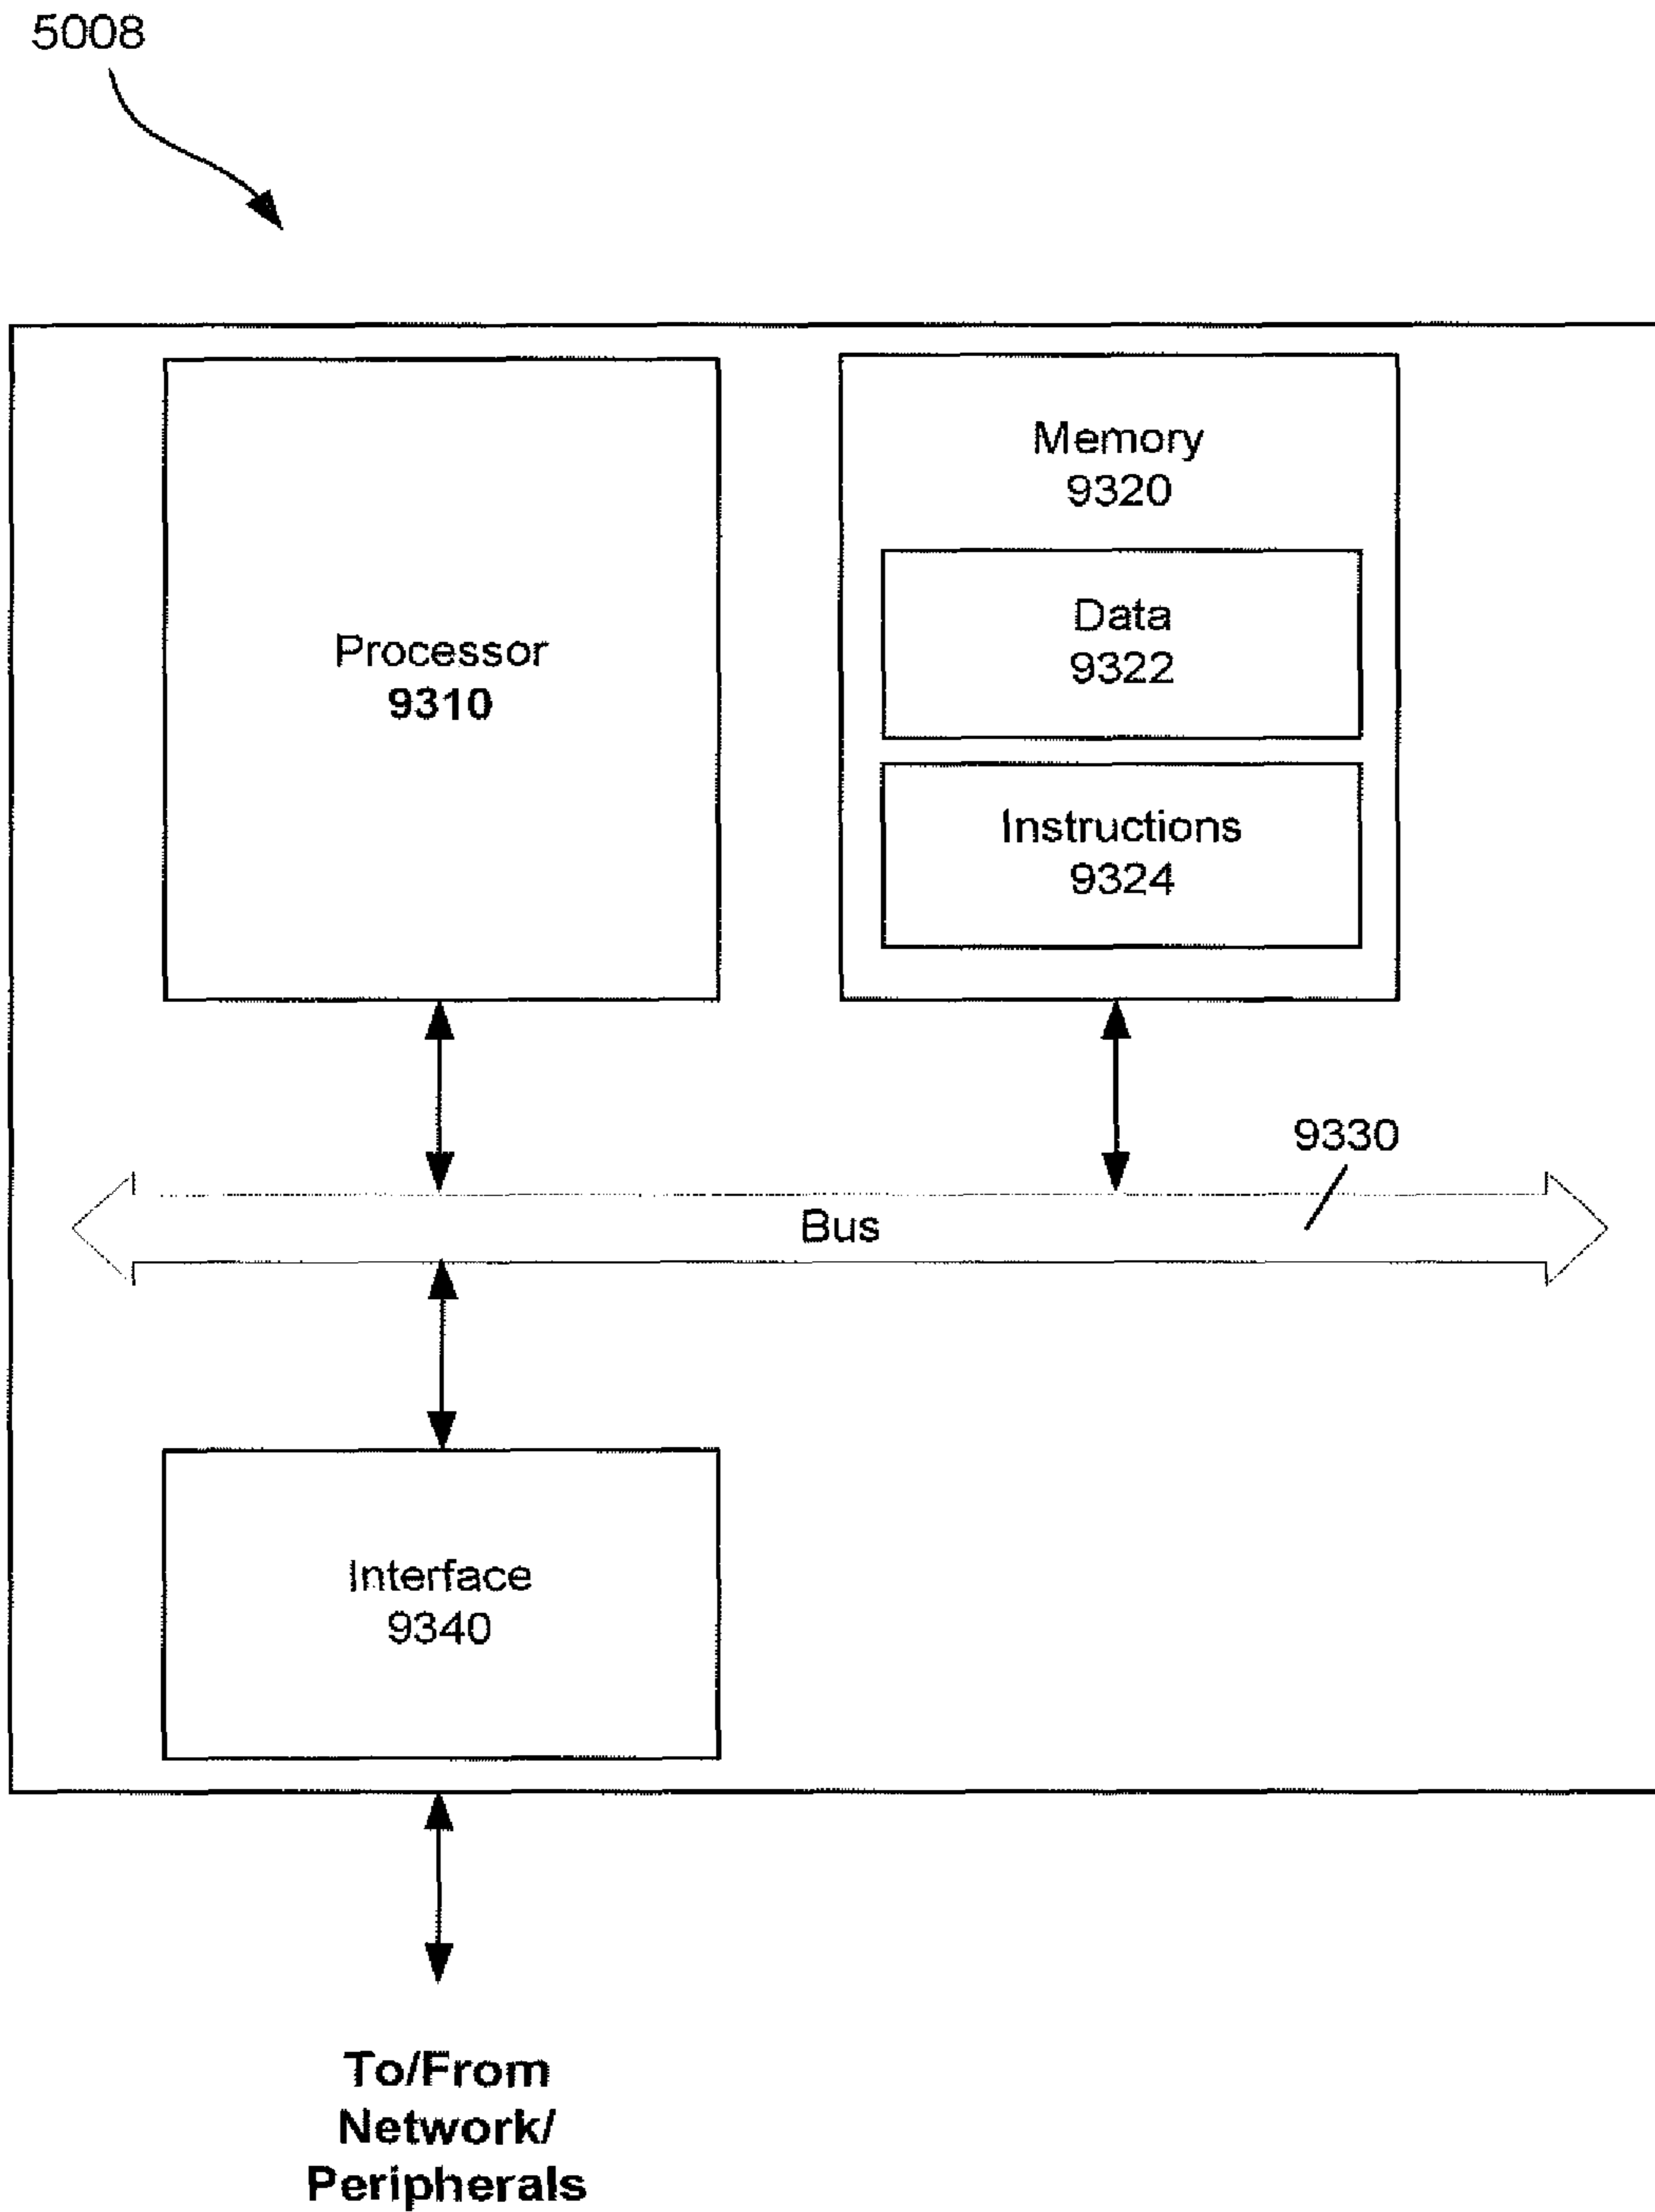 5008
Processor
9310
Memory
9320
Data
9322
Instructions
9324
9330
Bus
Interface
9340
To/From
Network/
Peripherals